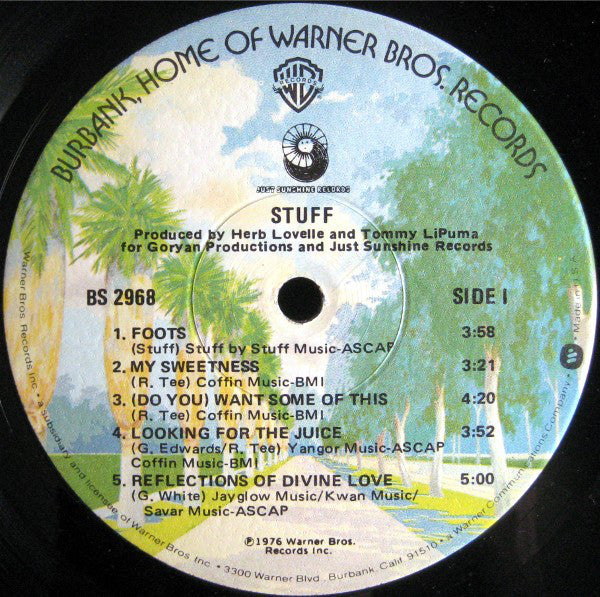 BURBANK, HOME OF WARNER BROS. RECORDS
RECORDS
JUST SUNSHINE RECORDS
STUFF
Produced by Herb Lovelle and Tommy LiPuma
for Goryan Productions and Just Sunshine Records
BS 2968 SIDE I
1. FOOTS 3:58
(Stuff) Stuff by Stuff Music-ASCAP
2. MY SWEETNESS 3:21
(R. Tee) Coffin Music-BMI
3. (DO YOU) WANT SOME OF THIS 4:20
(R. Tee) Coffin Music-BMI
4. LOOKING FOR THE JUICE 3:52
(G. Edwards/R. Tee) Yangor Music-ASCAP
Coffin Music-BMI
5. REFLECTIONS OF DIVINE LOVE 5:00
(G. White) Jayglow Music/Kwan Music/
Savar Music-ASCAP
℗1976 Warner Bros.
Records Inc.
Warner Bros. Records Inc. • a subsidiary and licensee of Warner Bros. Inc. • 3300 Warner Blvd., Burbank, Calif. 91510 • a Warner Communications Company • Made in U.S.